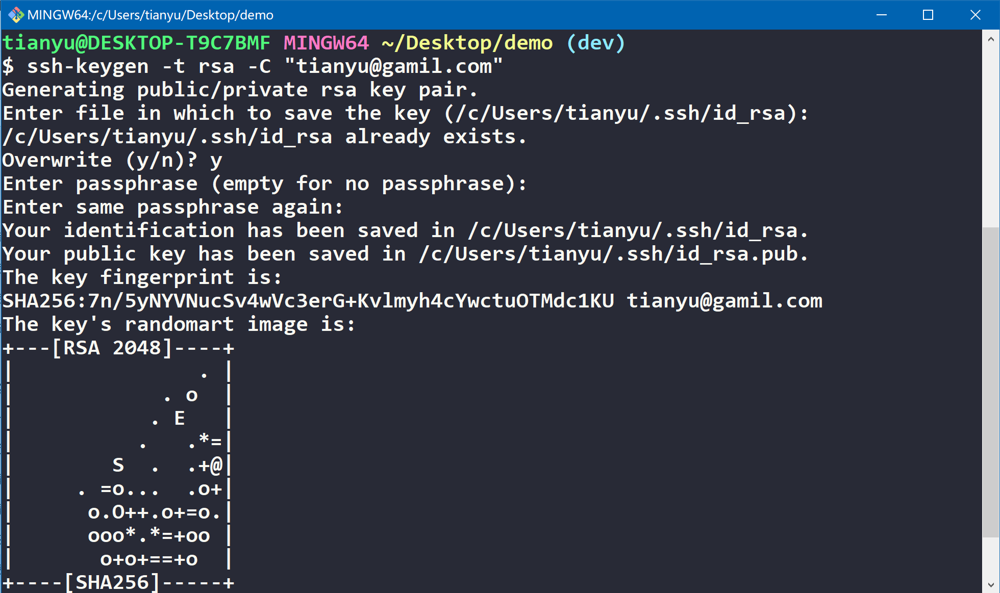 MINGW64:/c/Users/tianyu/Desktop/demo
tianyu@DESKTOP-T9C7BMF MINGW64 ~/Desktop/demo (dev)
$ ssh-keygen -t rsa -C "tianyu@gamil.com"
Generating public/private rsa key pair.
Enter file in which to save the key (/c/Users/tianyu/.ssh/id_rsa):
/c/Users/tianyu/.ssh/id_rsa already exists.
Overwrite (y/n)? y
Enter passphrase (empty for no passphrase):
Enter same passphrase again:
Your identification has been saved in /c/Users/tianyu/.ssh/id_rsa.
Your public key has been saved in /c/Users/tianyu/.ssh/id_rsa.pub.
The key fingerprint is:
SHA256:7n/5yNYVNucSv4wVc3erG+Kvlmyh4cYwctuOTMdc1KU tianyu@gamil.com
The key's randomart image is:
+---[RSA 2048]----+
|                . |
|             . o  |
|            . E   |
|           .   .*=|
|         S  .  .+@|
|      . =o...  .o+|
|       o.O++.o+=o.|
|       ooo*.*=+oo |
|        o+o+==+o  |
+----[SHA256]-----+